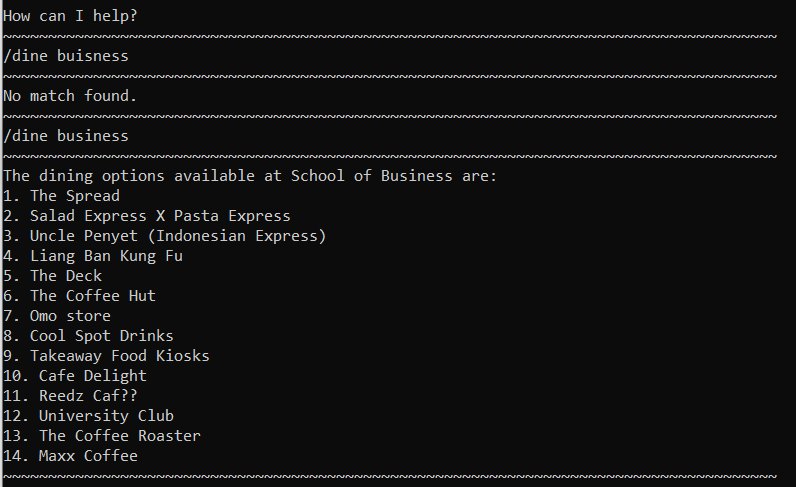 How can I help?
~~~~~~~~~~~~~~~~~~~~~~~~~~~~~~~~~~~~~~~~~~~~~~~~~~~~~~~~~~~~~~~~~~~~~~~~~~~~~~~~~~~~~~
/dine buisness
~~~~~~~~~~~~~~~~~~~~~~~~~~~~~~~~~~~~~~~~~~~~~~~~~~~~~~~~~~~~~~~~~~~~~~~~~~~~~~~~~~~~~~
No match found.
~~~~~~~~~~~~~~~~~~~~~~~~~~~~~~~~~~~~~~~~~~~~~~~~~~~~~~~~~~~~~~~~~~~~~~~~~~~~~~~~~~~~~~
/dine business
~~~~~~~~~~~~~~~~~~~~~~~~~~~~~~~~~~~~~~~~~~~~~~~~~~~~~~~~~~~~~~~~~~~~~~~~~~~~~~~~~~~~~~
The dining options available at School of Business are:
1. The Spread
2. Salad Express X Pasta Express
3. Uncle Penyet (Indonesian Express)
4. Liang Ban Kung Fu
5. The Deck
6. The Coffee Hut
7. Omo store
8. Cool Spot Drinks
9. Takeaway Food Kiosks
10. Cafe Delight
11. Reedz Caf??
12. University Club
13. The Coffee Roaster
14. Maxx Coffee
~~~~~~~~~~~~~~~~~~~~~~~~~~~~~~~~~~~~~~~~~~~~~~~~~~~~~~~~~~~~~~~~~~~~~~~~~~~~~~~~~~~~~~